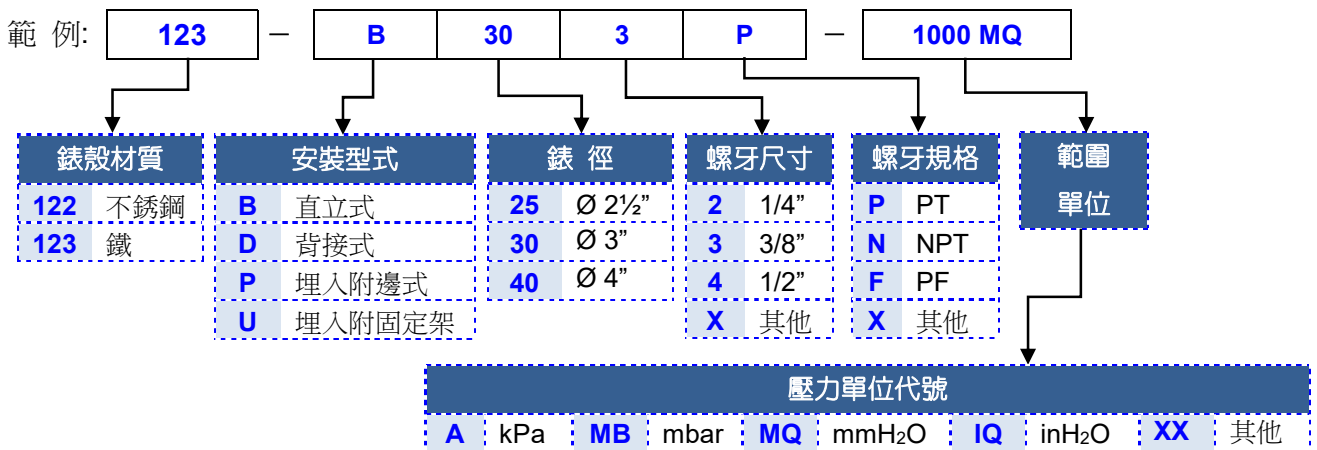 範 例: 123 － B 30 3 P － 1000 MQ
錶殼材質 安裝型式 錶 徑 螺牙尺寸 螺牙規格 範圍
單位
122 不銹鋼 B 直立式 25 Ø 2½” 2 1/4” P PT
123 鐵 D 背接式 30 Ø 3” 3 3/8” N NPT
P 埋入附邊式 40 Ø 4” 4 1/2” F PF
U 埋入附固定架 X 其他 X 其他
壓力單位代號
A kPa MB mbar MQ mmH₂O IQ inH₂O XX 其他